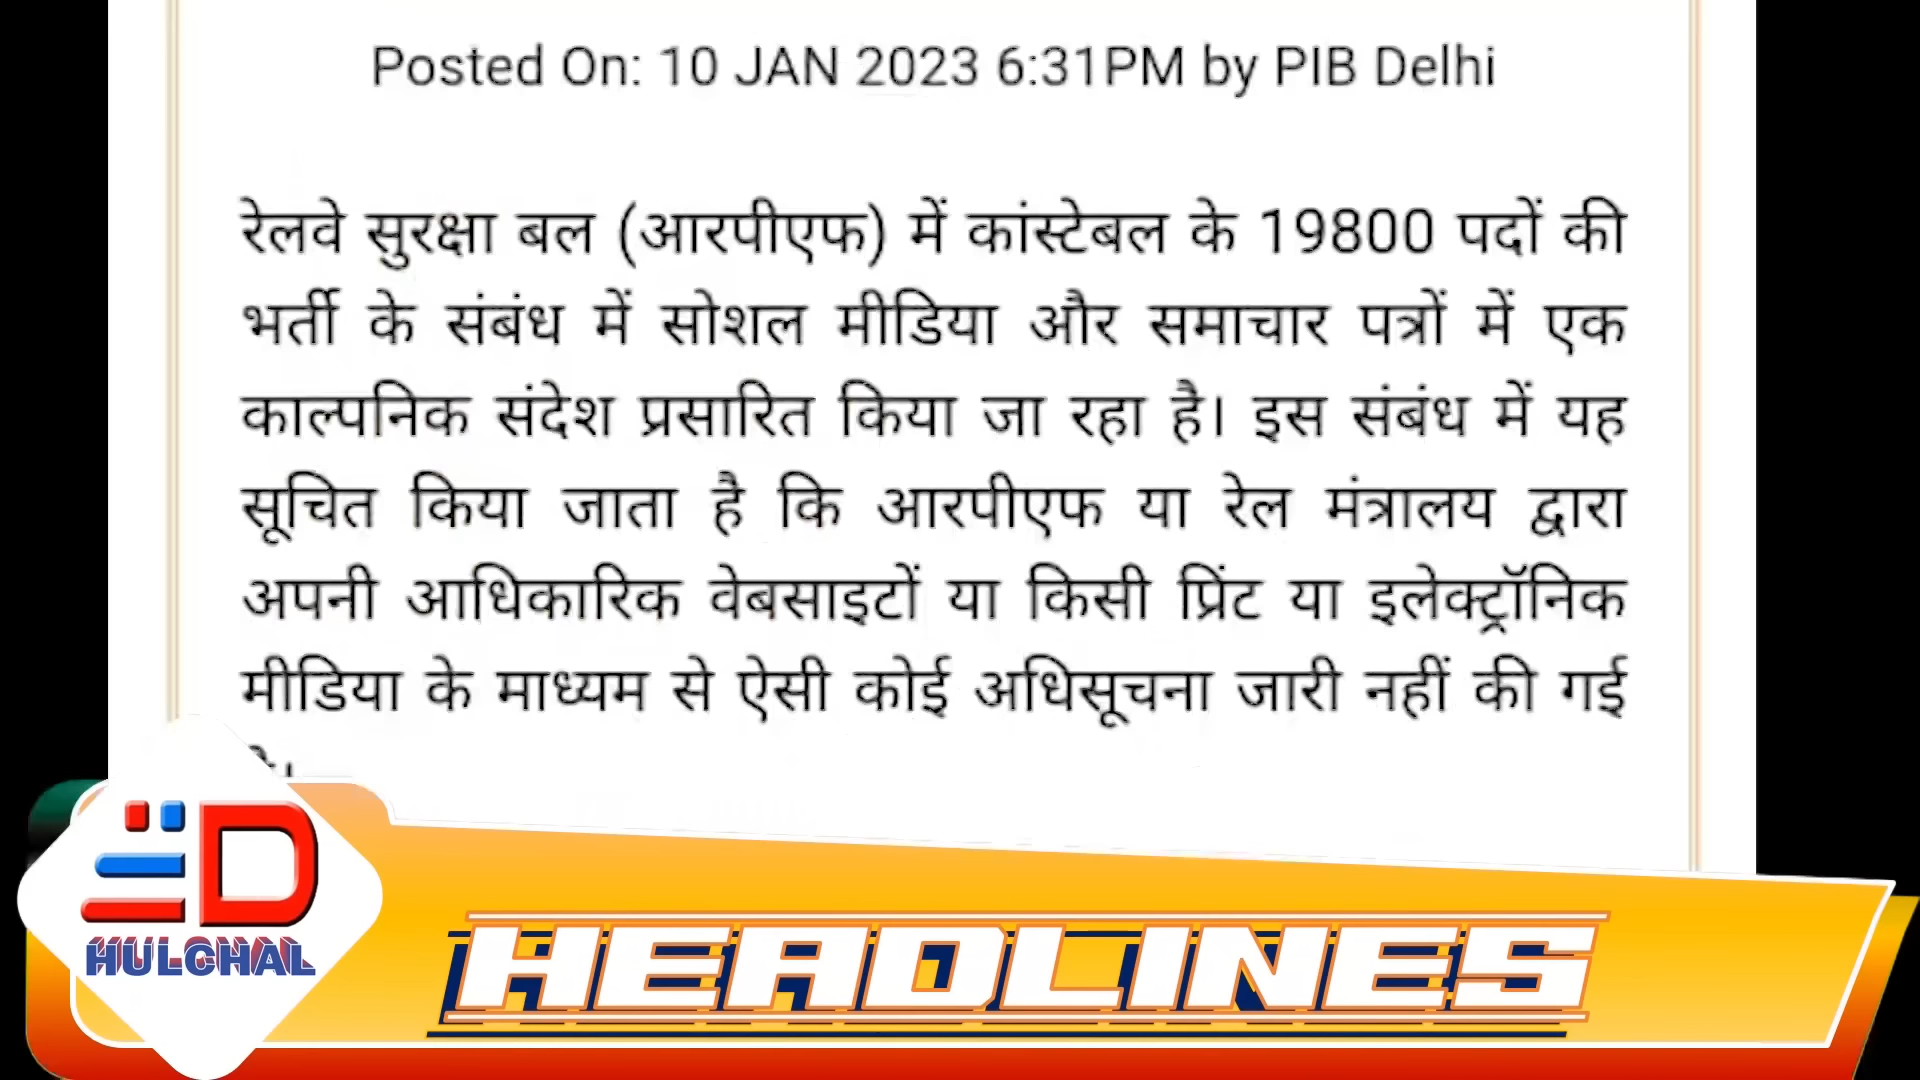 Posted On: 10 JAN 2023 6:31PM by PIB Delhi
रेलवे सुरक्षा बल (आरपीएफ) में कांस्टेबल के 19800 पदों की
भर्ती के संबंध में सोशल मीडिया और समाचार पत्रों में एक
काल्पनिक संदेश प्रसारित किया जा रहा है। इस संबंध में यह
सूचित किया जाता है कि आरपीएफ या रेल मंत्रालय द्वारा
अपनी आधिकारिक वेबसाइटों या किसी प्रिंट या इलेक्ट्रॉनिक
मीडिया के माध्यम से ऐसी कोई अधिसूचना जारी नहीं की गई
D
HULCHAL
HEADLINES